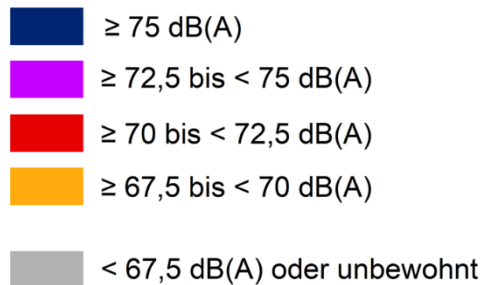 ≥ 75 dB(A)
≥ 72,5 bis < 75 dB(A)
≥ 70 bis < 72,5 dB(A)
≥ 67,5 bis < 70 dB(A)
< 67,5 dB(A) oder unbewohnt